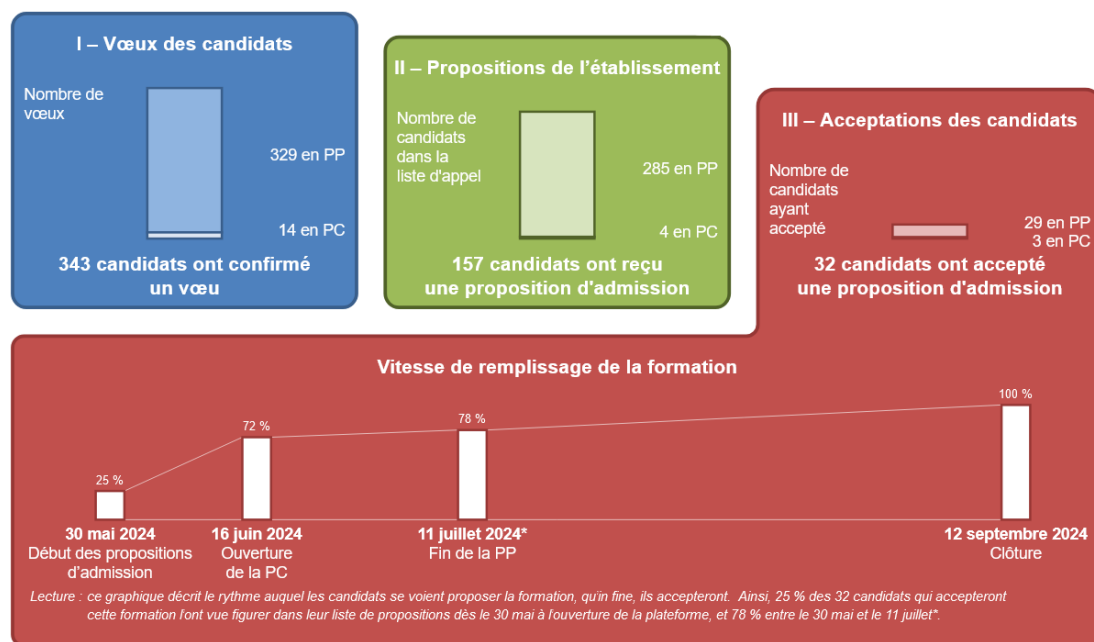 I – Vœux des candidats
Nombre de
vœux
329 en PP
14 en PC
343 candidats ont confirmé
un vœu
II – Propositions de l'établissement
Nombre de
candidats
dans la
liste d'appel
285 en PP
4 en PC
157 candidats ont reçu
une proposition d'admission
III – Acceptations des candidats
Nombre de
candidats
ayant
accepté
29 en PP
3 en PC
32 candidats ont accepté
une proposition d'admission
Vitesse de remplissage de la formation
25 %
72 %
78 %
100 %
30 mai 2024
Début des propositions
d'admission
16 juin 2024
Ouverture
de la PC
11 juillet 2024*
Fin de la PP
12 septembre 2024
Clôture
Lecture : ce graphique décrit le rythme auquel les candidats se voient proposer la formation, qu'in fine, ils accepteront. Ainsi, 25 % des 32 candidats qui accepteront
cette formation l'ont vue figurer dans leur liste de propositions dès le 30 mai à l'ouverture de la plateforme, et 78 % entre le 30 mai et le 11 juillet*.